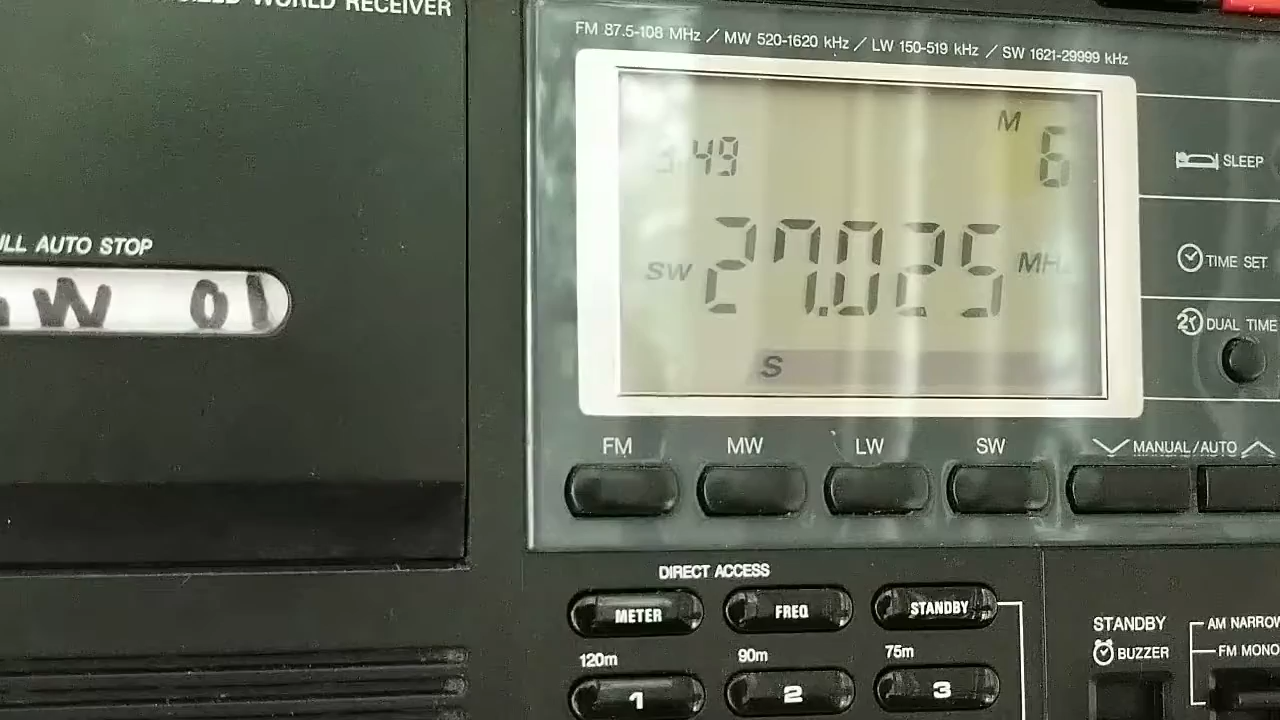 WORLD RECEIVER
FM 87.5-108 MHz / MW 520-1620 kHz / LW 150-519 kHz / SW 1621-29999 kHz
M 6
49
SW 27.025 MHz
S
SLEEP
TIME SET
DUAL TIME
AUTO STOP
W 01
FM MW LW SW MANUAL/AUTO
DIRECT ACCESS
METER FREQ STANDBY
120m 90m 75m
1 2 3
STANDBY
BUZZER
AM NARROW
FM MONO